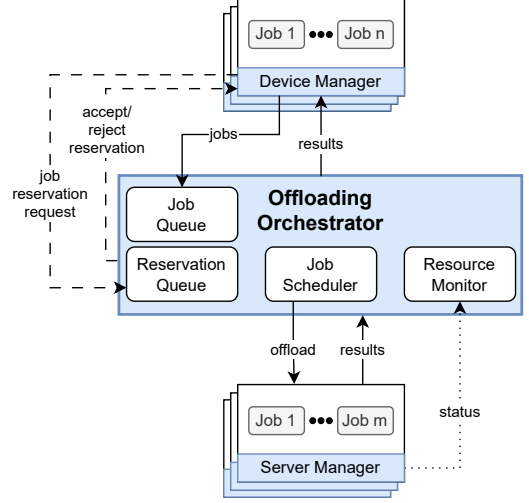 Job 1 ••• Job n
Device Manager
accept/
reject
reservation
jobs
results
job
reservation
request
Offloading
Orchestrator
Job
Queue
Reservation
Queue
Job
Scheduler
Resource
Monitor
offload
results
status
Job 1 ••• Job m
Server Manager